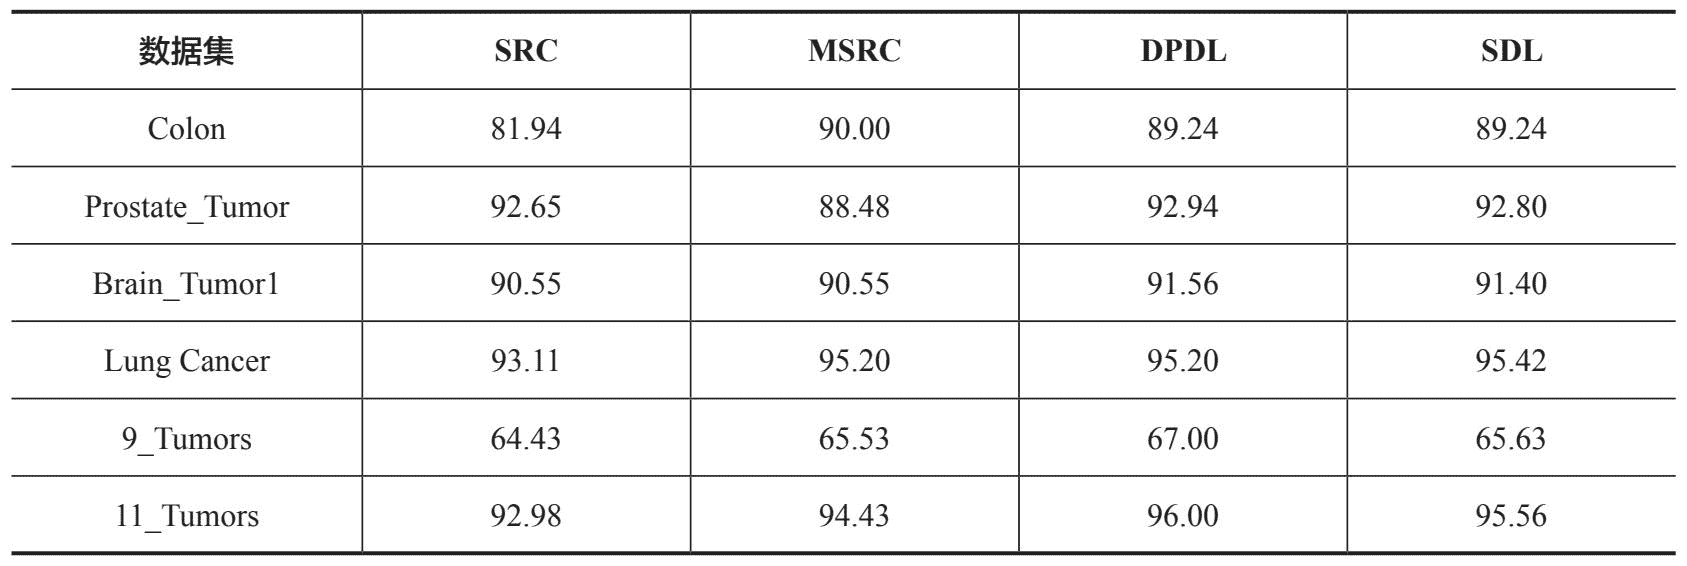 数据集 SRC MSRC DPDL SDL
Colon 81.94 90.00 89.24 89.24
Prostate_Tumor 92.65 88.48 92.94 92.80
Brain_Tumor1 90.55 90.55 91.56 91.40
Lung Cancer 93.11 95.20 95.20 95.42
9_Tumors 64.43 65.53 67.00 65.63
11_Tumors 92.98 94.43 96.00 95.56